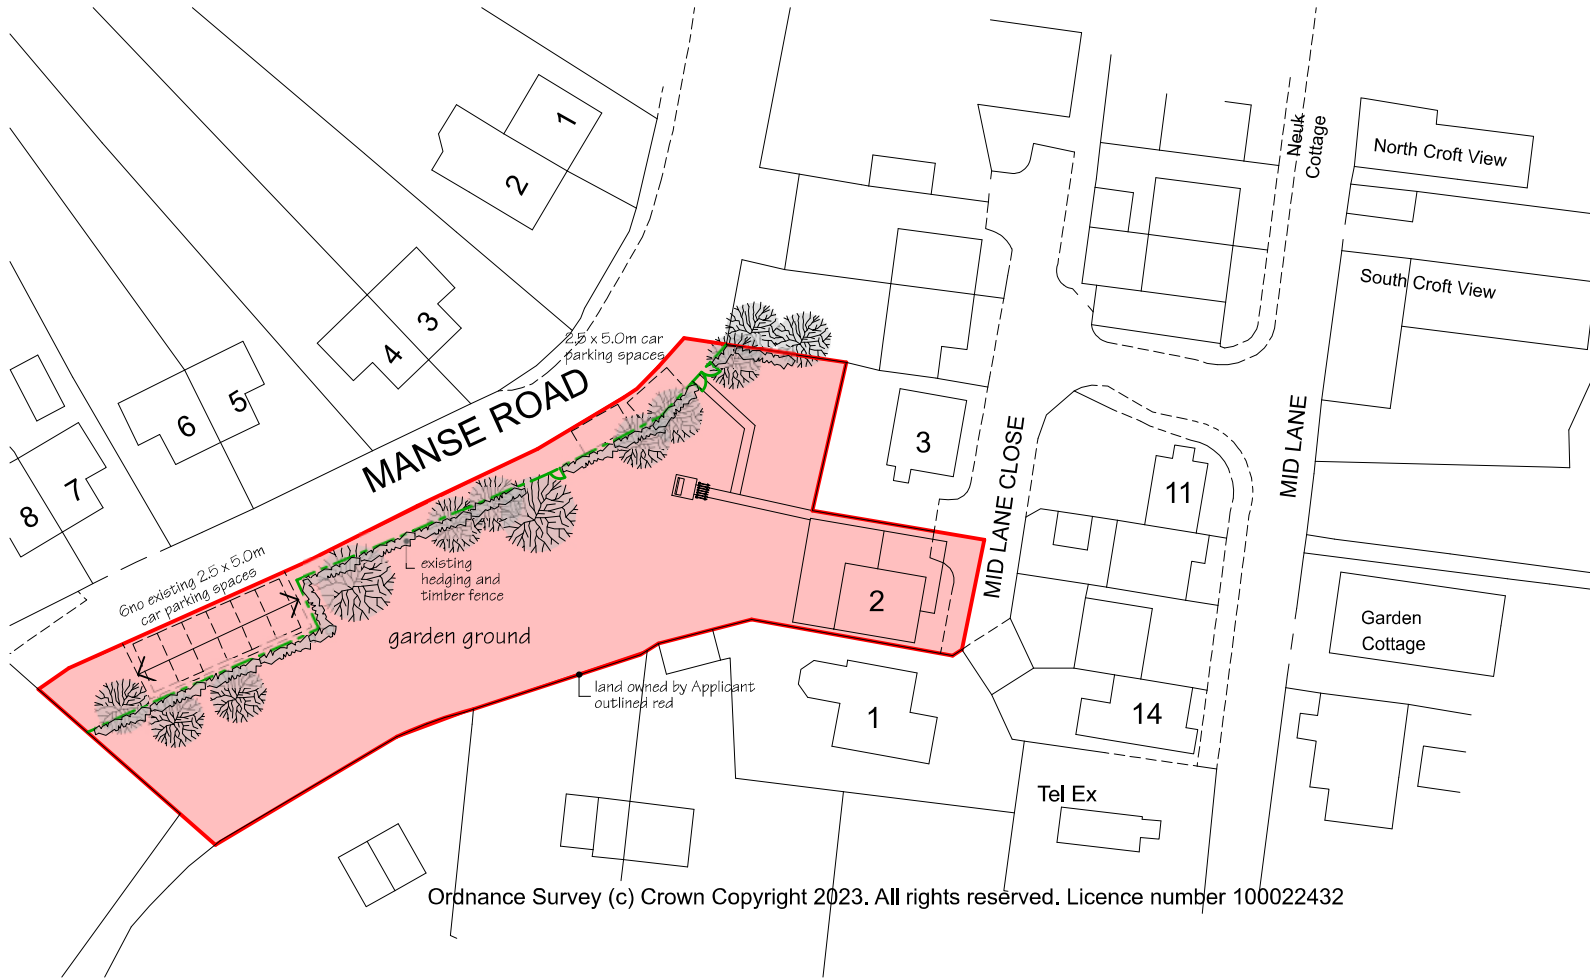 1
2
Neuk
Cottage
North Croft View
South Croft View
3
4
2.5 x 5.0m car
parking spaces
MANSE ROAD
5
6
7
8
3
MID LANE CLOSE
MID LANE
11
6no existing 2.5 x 5.0m
car parking spaces
existing
hedging and
timber fence
garden ground
2
Garden
Cottage
land owned by Applicant
outlined red
1
14
Tel Ex
Ordnance Survey (c) Crown Copyright 2023. All rights reserved. Licence number 100022432